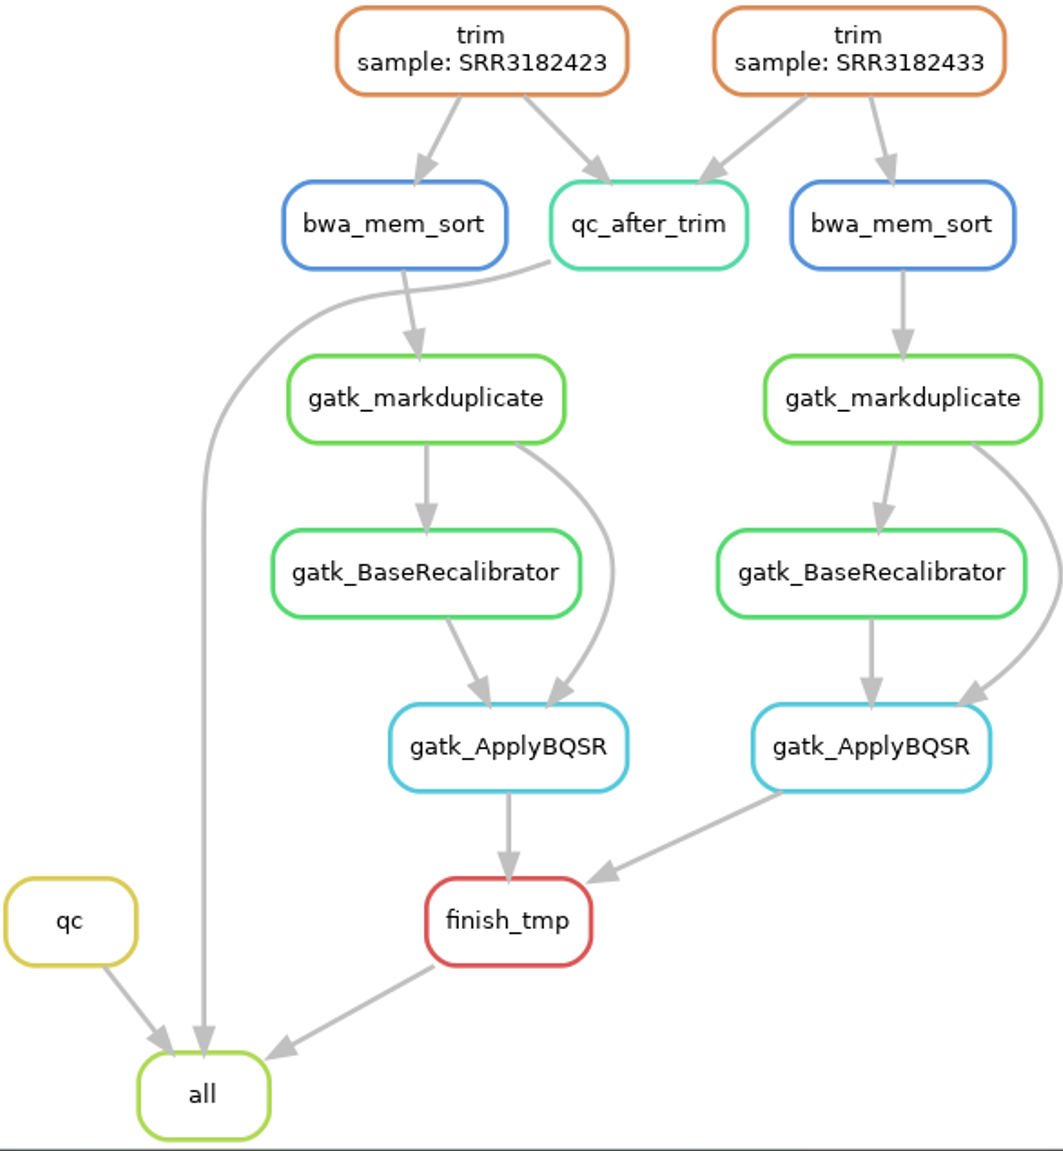 trim
sample: SRR3182423
trim
sample: SRR3182433
bwa_mem_sort
qc_after_trim
bwa_mem_sort
gatk_markduplicate
gatk_markduplicate
gatk_BaseRecalibrator
gatk_BaseRecalibrator
gatk_ApplyBQSR
gatk_ApplyBQSR
qc
finish_tmp
all